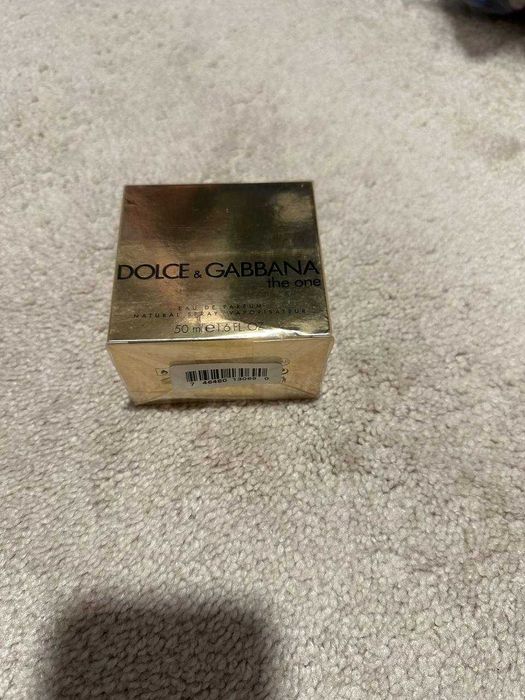 DOLCE & GABBANA
the one
EAU DE PARFUM
NATURAL SPRAY VAPORISATEUR
50 ml e 1.6 FL. OZ